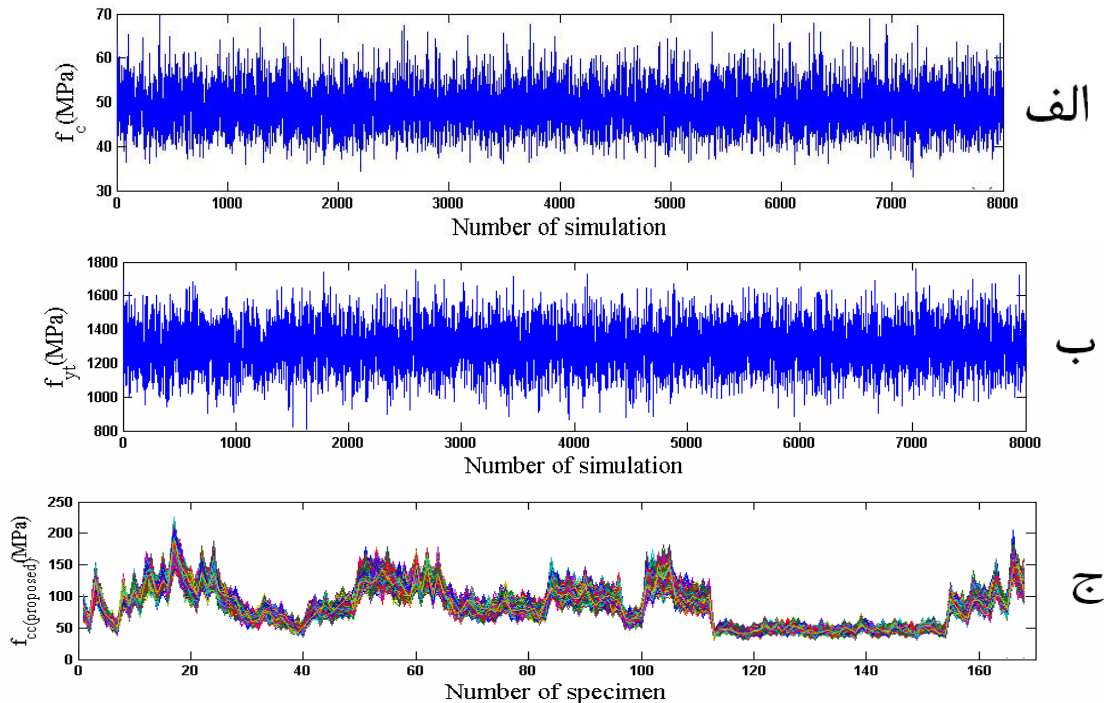 70
60
50
40
30
f_c(MPa)
0 1000 2000 3000 4000 5000 6000 7000 8000
Number of simulation
الف
1800
1600
1400
1200
1000
800
f_yt(MPa)
0 1000 2000 3000 4000 5000 6000 7000 8000
Number of simulation
ب
250
200
150
100
50
0
f_cc(proposed)(MPa)
0 20 40 60 80 100 120 140 160
Number of specimen
ج